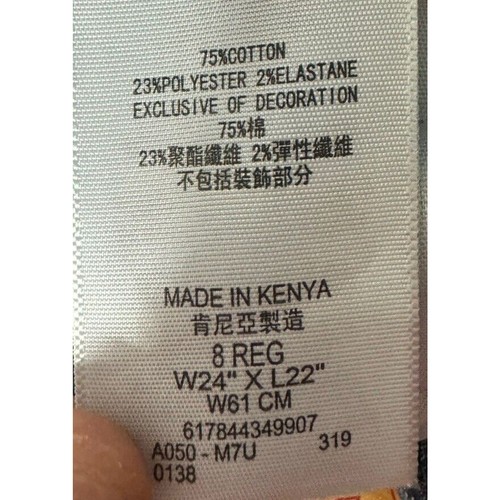 75%COTTON
23%POLYESTER 2%ELASTANE
EXCLUSIVE OF DECORATION
75%棉
23%聚酯纖維 2%彈性纖維
不包括裝飾部分
MADE IN KENYA
肯尼亞製造
8 REG
W24" X L22"
W61 CM
617844349907
A050 - M7U 319
0138